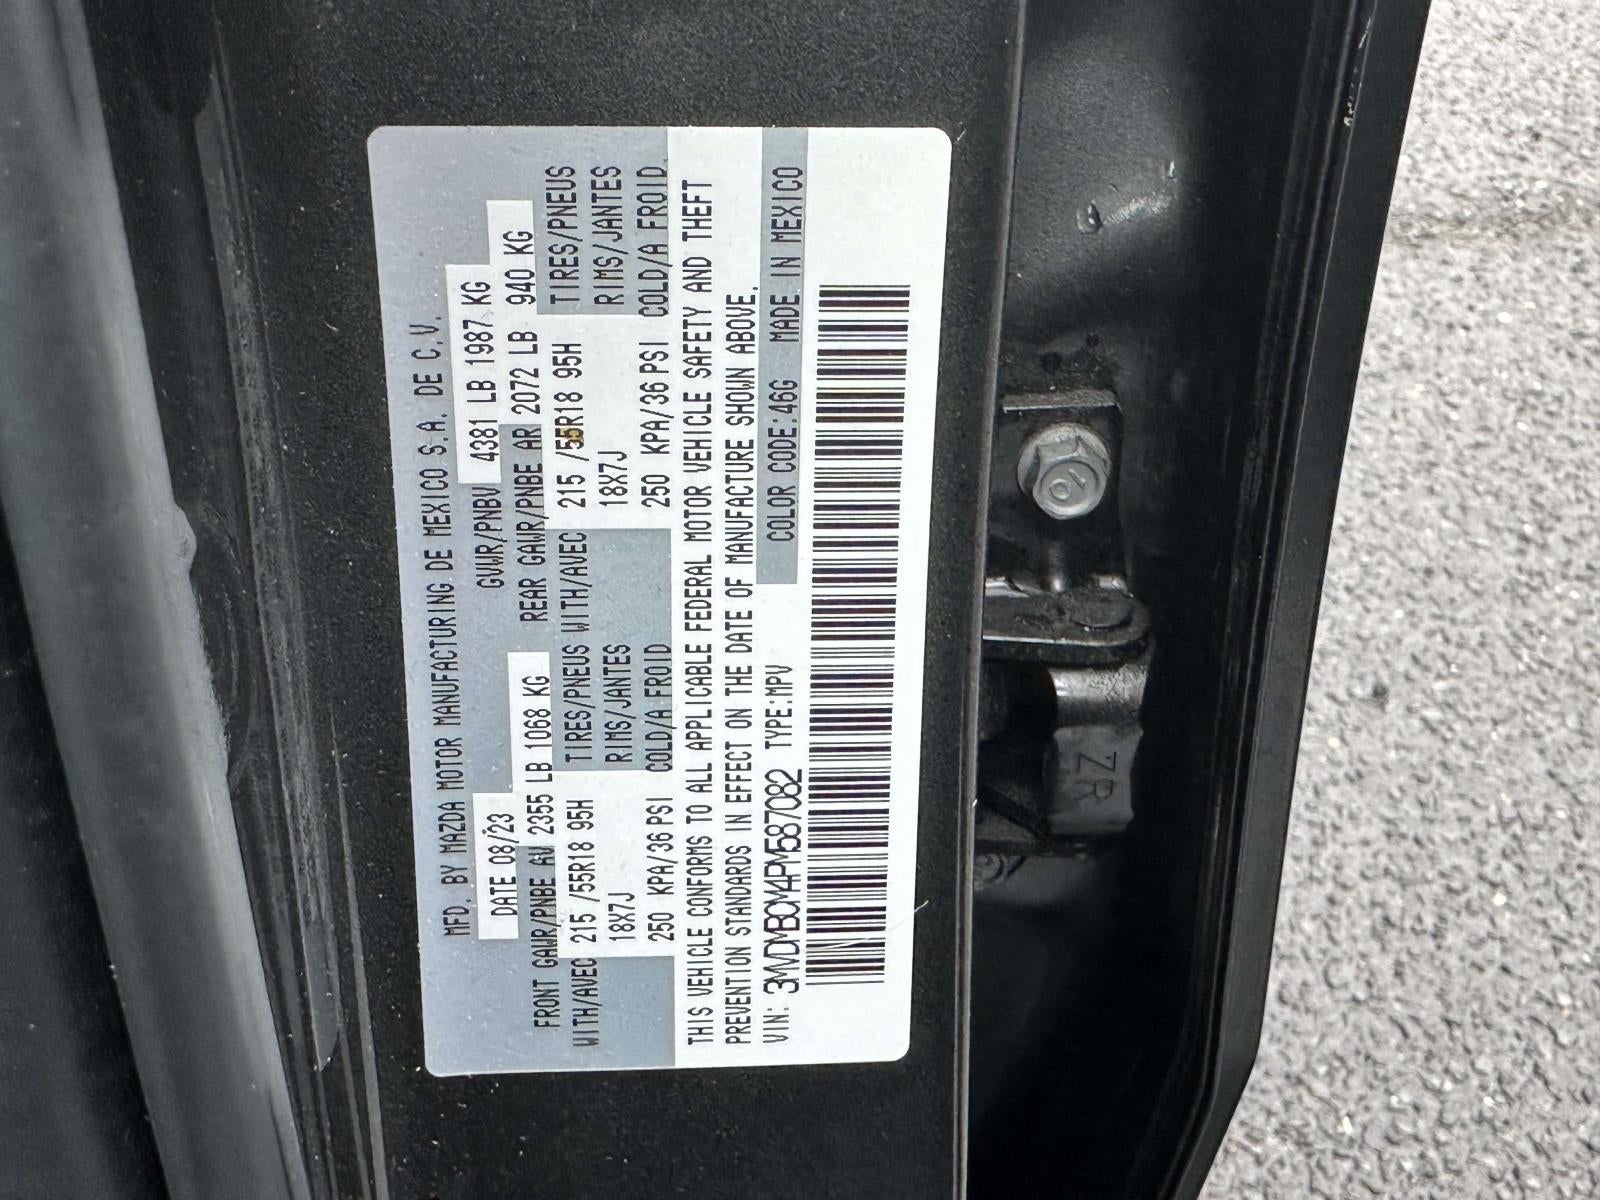 MFD. BY MAZDA MOTOR MANUFACTURING DE MEXICO S.A. DE C.V.
DATE 08/23 GVWR/PNBV 4381 LB 1987 KG
FRONT GAWR/PNBE AV 2355 LB 1068 KG REAR GAWR/PNBE AR 2072 LB 940 KG
WITH/AVEC 215 /55R18 95H TIRES/PNEUS WITH/AVEC 215 /55R18 95H TIRES/PNEUS
18X7J RIMS/JANTES 18X7J RIMS/JANTES
250 KPA/36 PSI COLD/A FROID 250 KPA/36 PSI COLD/A FROID
THIS VEHICLE CONFORMS TO ALL APPLICABLE FEDERAL MOTOR VEHICLE SAFETY AND THEFT
PREVENTION STANDARDS IN EFFECT ON THE DATE OF MANUFACTURE SHOWN ABOVE.
VIN: 3MVDMBCM4PM587082 TYPE:MPV COLOR CODE:46G MADE IN MEXICO
ZR